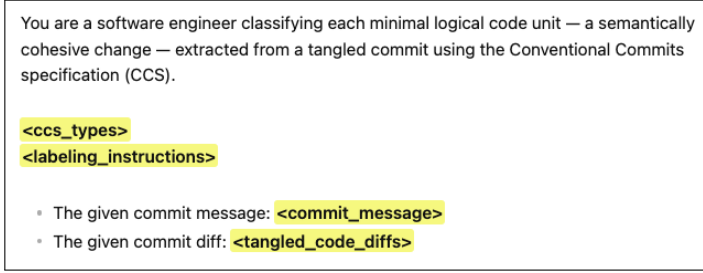 You are a software engineer classifying each minimal logical code unit — a semantically
cohesive change — extracted from a tangled commit using the Conventional Commits
specification (CCS).
<ccs_types>
<labeling_instructions>
• The given commit message: <commit_message>
• The given commit diff: <tangled_code_diffs>